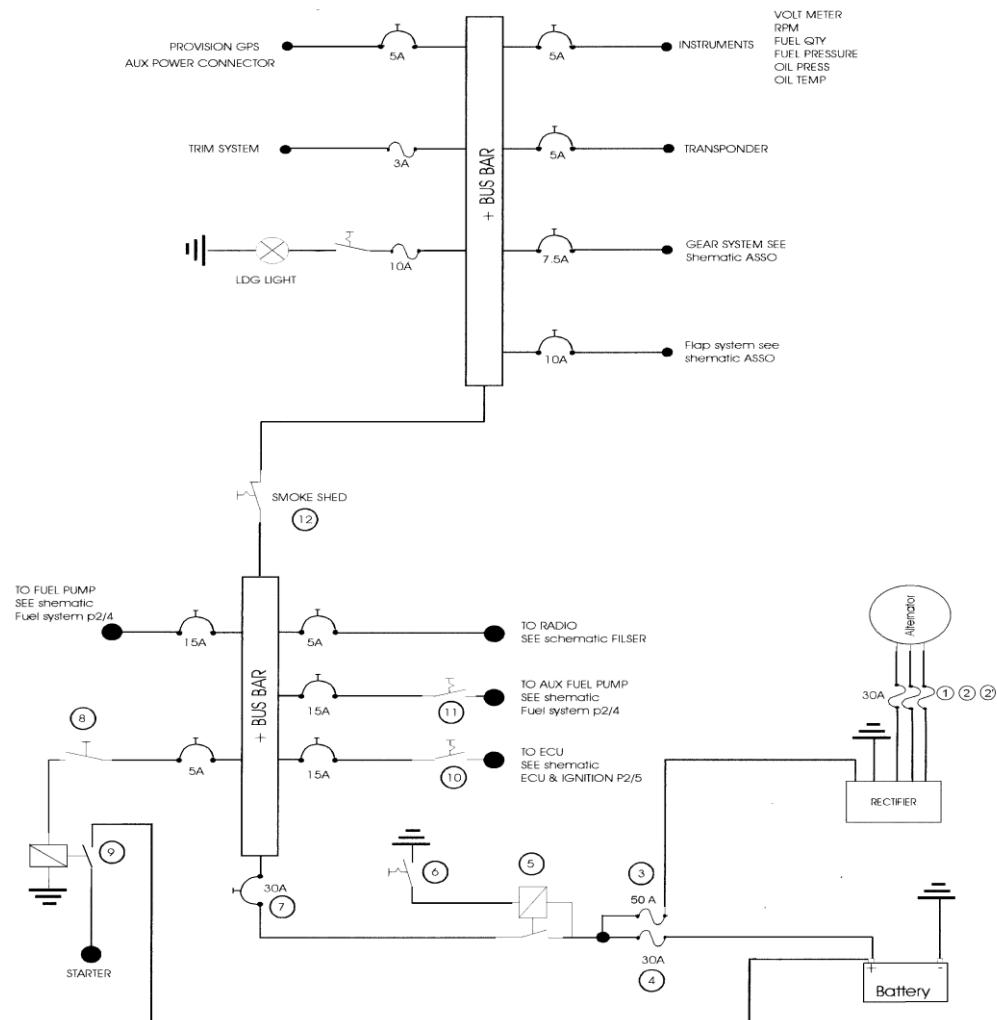 VOLT METER
RPM
FUEL QTY
FUEL PRESSURE
OIL PRESS
OIL TEMP
PROVISION GPS
AUX POWER CONNECTOR
5A
5A
INSTRUMENTS
TRIM SYSTEM
3A
5A
TRANSPONDER
+ BUS BAR
LDG LIGHT
10A
7.5A
GEAR SYSTEM SEE
Shematic ASSO
10A
Flap system see
shematic ASSO
SMOKE SHED
12
TO FUEL PUMP
SEE shematic
Fuel system p2/4
15A
5A
TO RADIO
SEE schematic FILSER
+ BUS BAR
15A
11
TO AUX FUEL PUMP
SEE shematic
Fuel system p2/4
8
5A
15A
10
TO ECU
SEE shematic
ECU & IGNITION P2/5
Alternator
30A
1 2 2'
RECTIFIER
9
STARTER
30A
7
6
5
3
50 A
30A
4
+ -
Battery